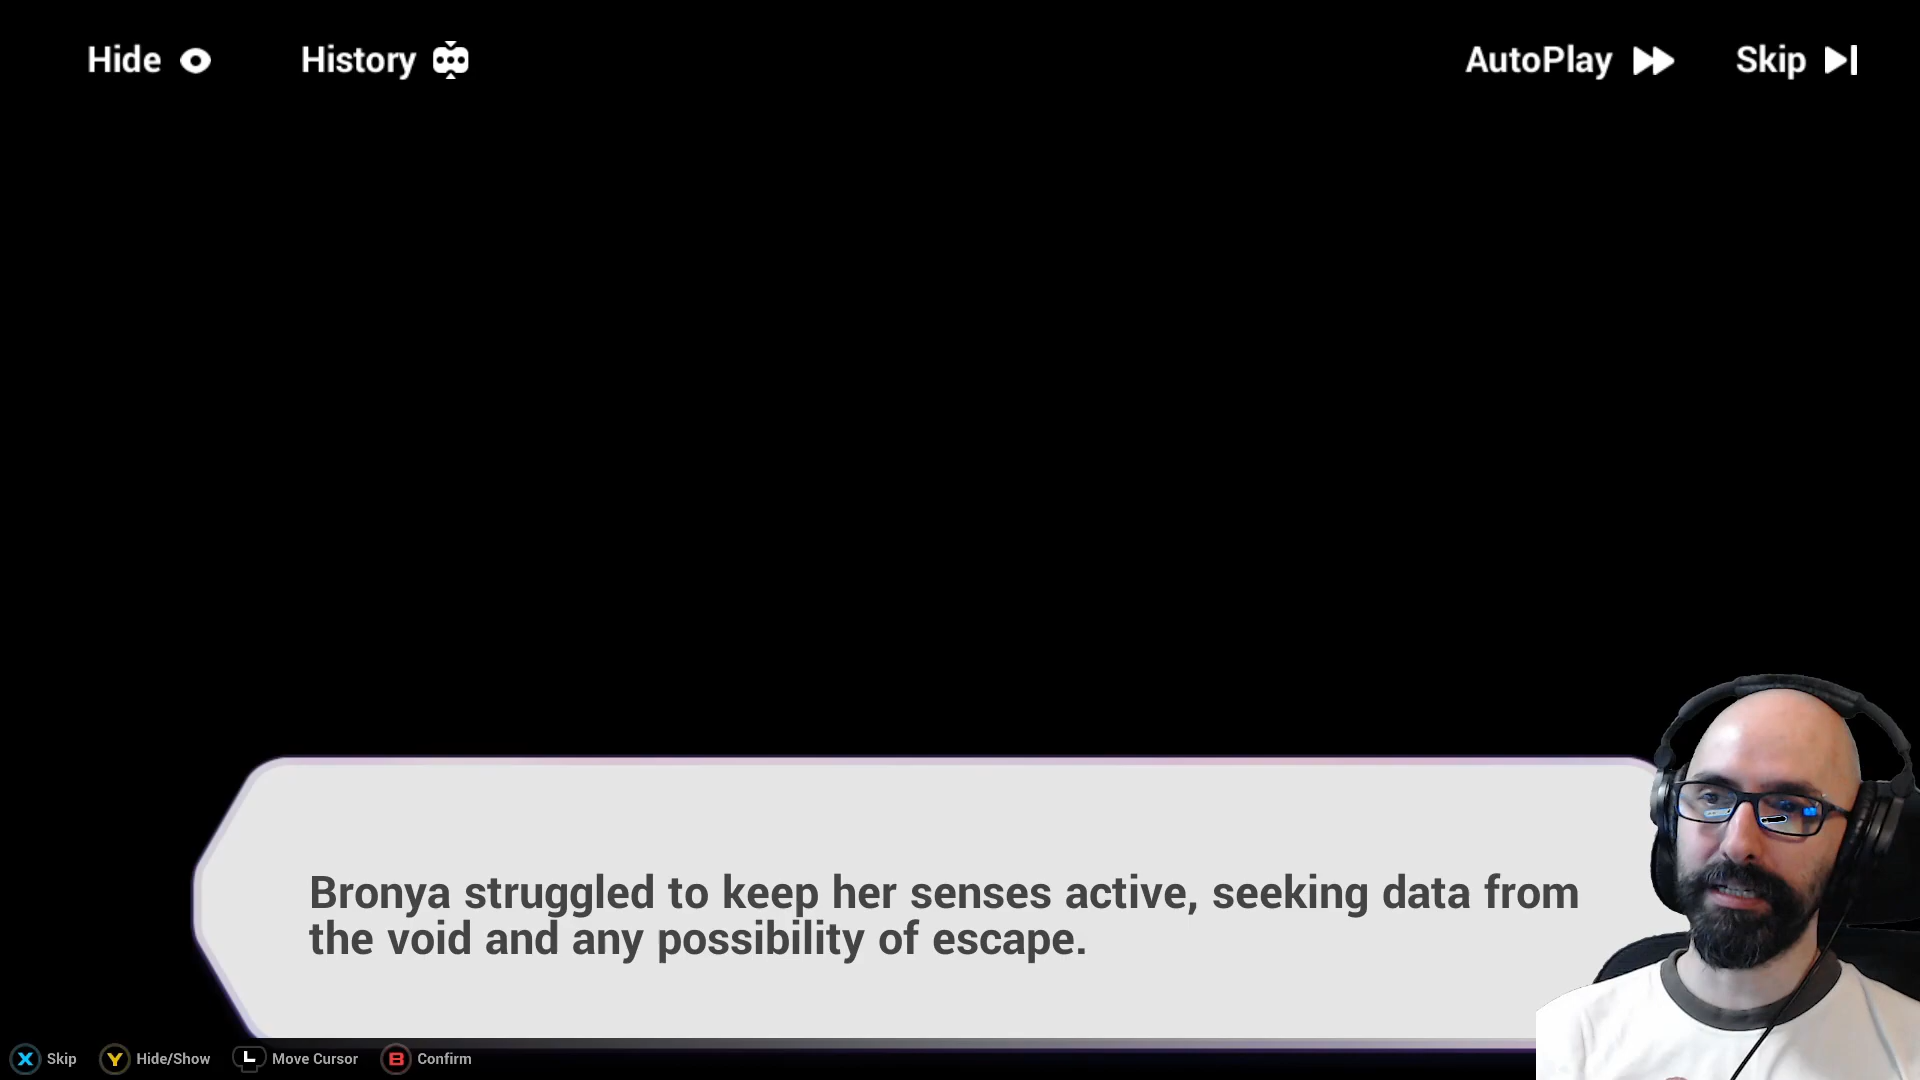 Hide
History
AutoPlay
Skip
Bronya struggled to keep her senses active, seeking data from
the void and any possibility of escape.
X Skip
Y Hide/Show
L Move Cursor
B Confirm